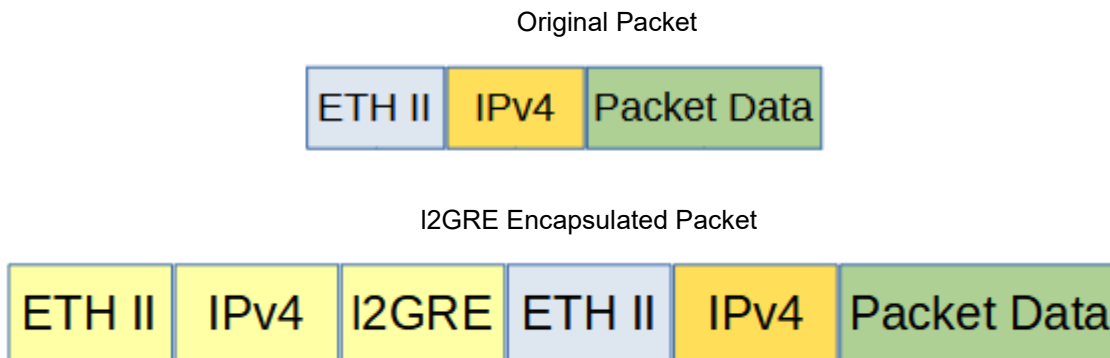 Original Packet
ETH II IPv4 Packet Data
l2GRE Encapsulated Packet
ETH II IPv4 l2GRE ETH II IPv4 Packet Data